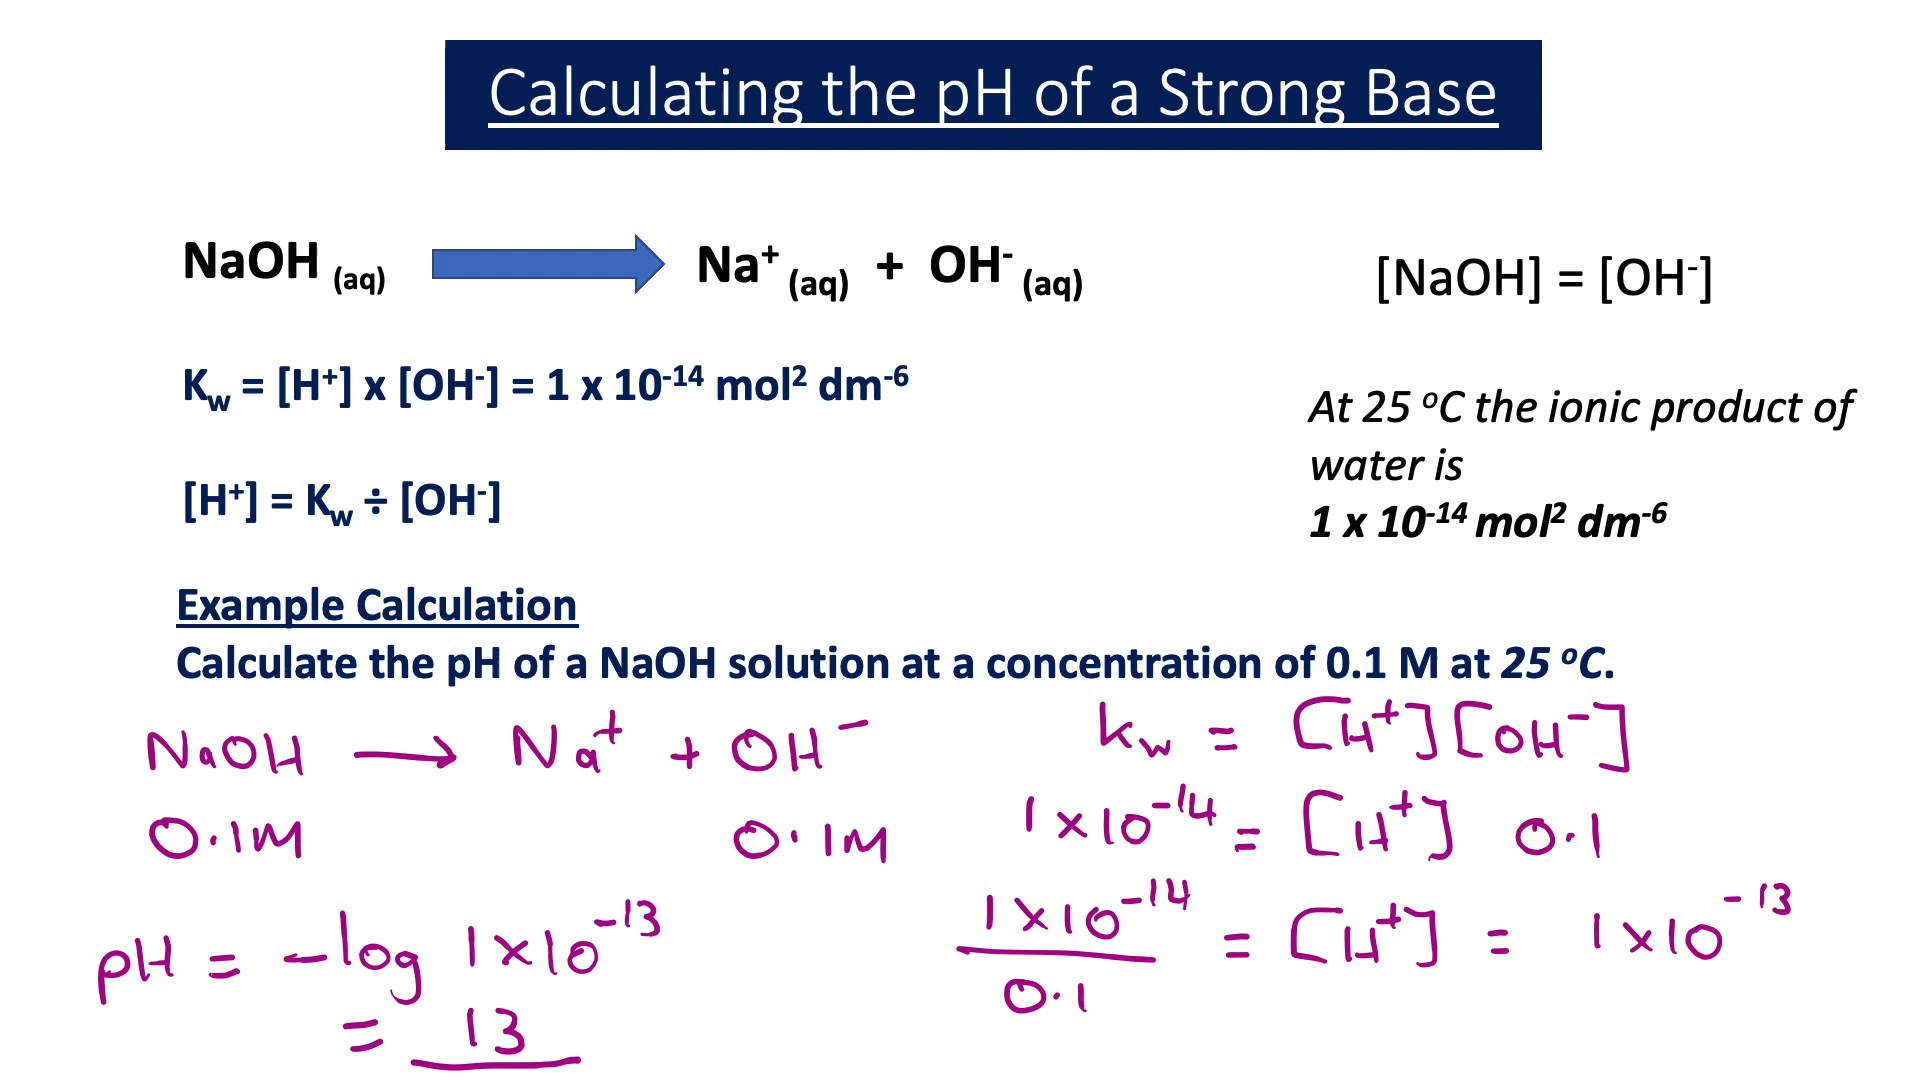 Calculating the pH of a Strong Base
NaOH (aq) Na⁺ (aq) + OH⁻ (aq)
[NaOH] = [OH⁻]
Kw = [H⁺] x [OH⁻] = 1 x 10⁻¹⁴ mol² dm⁻⁶
At 25 ᵒC the ionic product of
water is
1 x 10⁻¹⁴ mol² dm⁻⁶
[H⁺] = Kw ÷ [OH⁻]
Example Calculation
Calculate the pH of a NaOH solution at a concentration of 0.1 M at 25 ᵒC.
NaOH → Na⁺ + OH⁻
0.1M 0.1M
pH = -log 1x10⁻¹³
= 13
kw = [H⁺][OH⁻]
1x10⁻¹⁴ = [H⁺] 0.1
1x10⁻¹⁴ = [H⁺] = 1x10⁻¹³
0.1